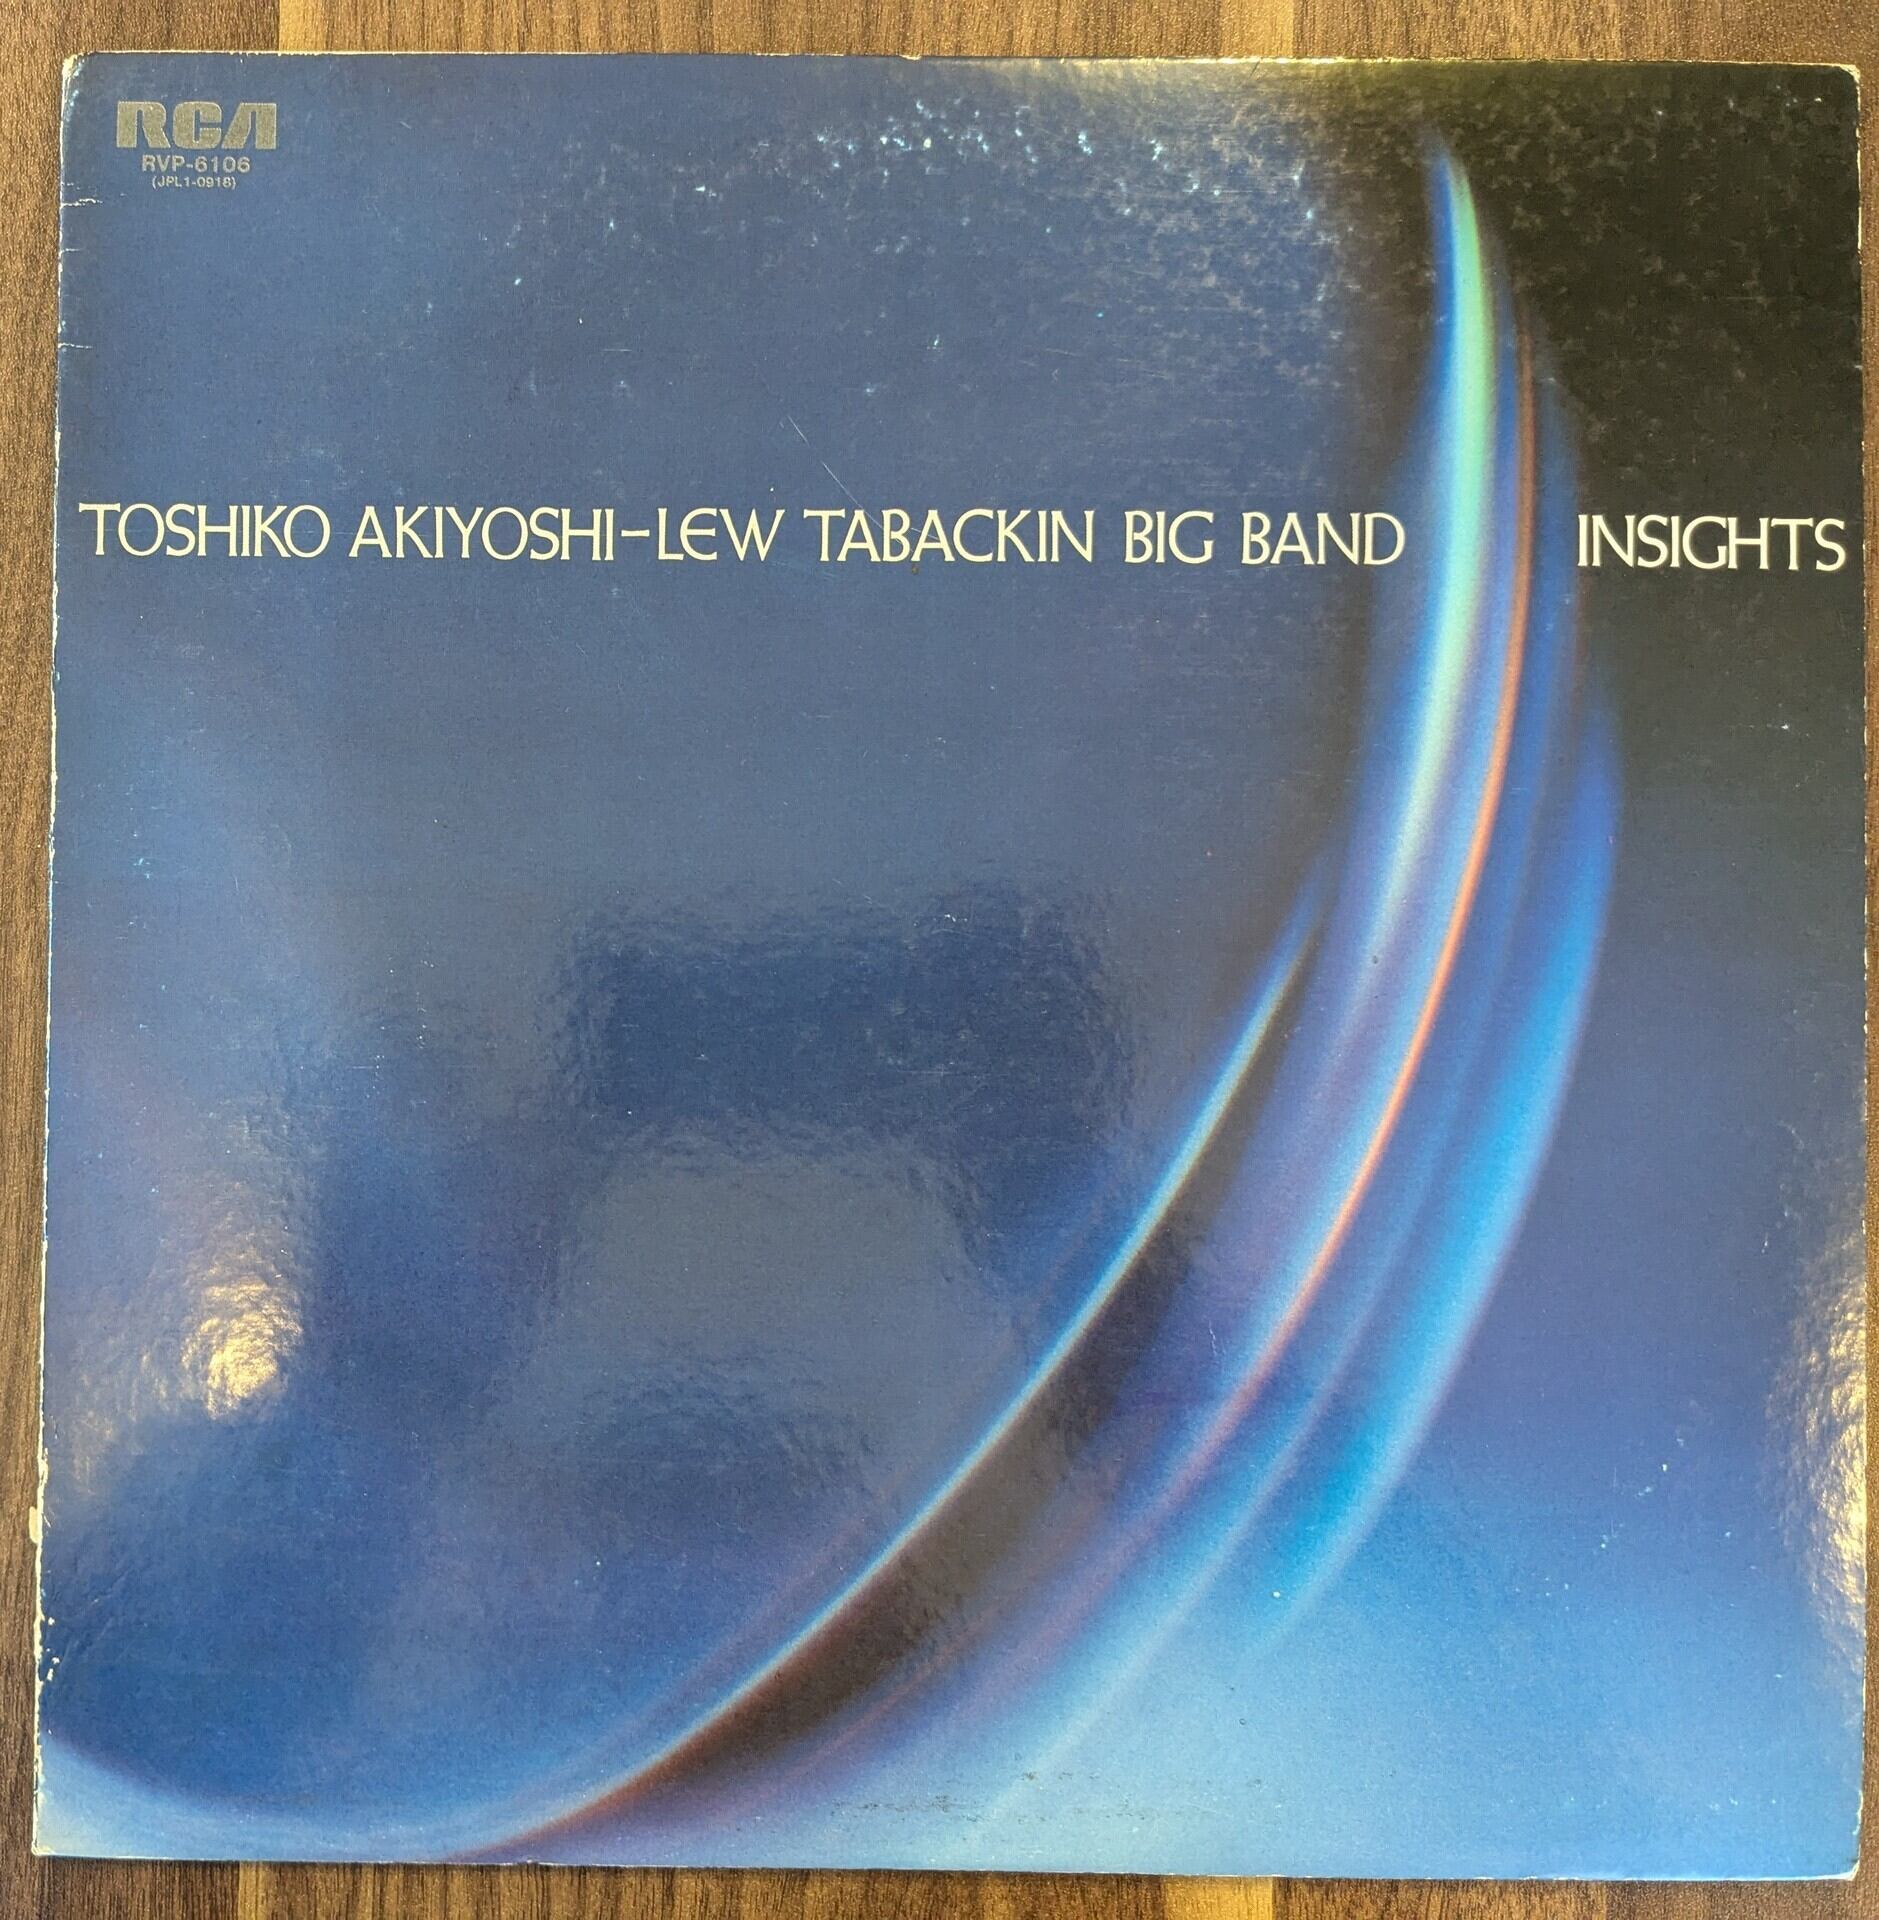 RCA
RVP-6106
(JPL1-0918)
TOSHIKO AKIYOSHI-LEW TABACKIN BIG BAND INSIGHTS